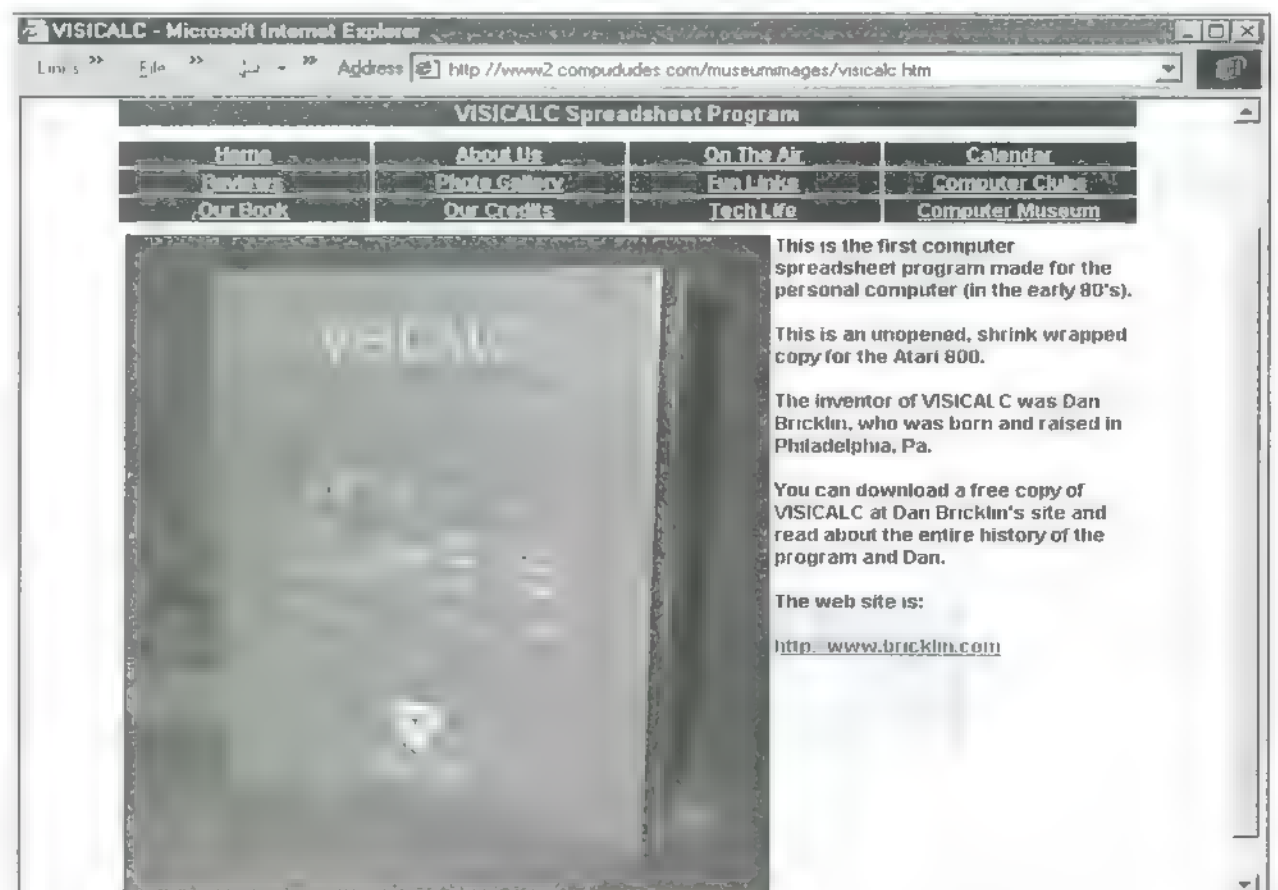 VISICALC - Microsoft Internet Explorer
Links » File » » Address http //www2 compududes com/museumimages/visicalc htm
VISICALC Spreadsheet Program
Home About Us On The Air Calendar
Reviews Photo Gallery Fun Links Computer Clubs
Our Book Our Credits Tech Life Computer Museum
This is the first computer
spreadsheet program made for the
personal computer (in the early 80's).
This is an unopened, shrink wrapped
copy for the Atari 800.
The inventor of VISICALC was Dan
Bricklin, who was born and raised in
Philadelphia, Pa.
You can download a free copy of
VISICALC at Dan Bricklin's site and
read about the entire history of the
program and Dan.
The web site is:
http www.bricklin.com